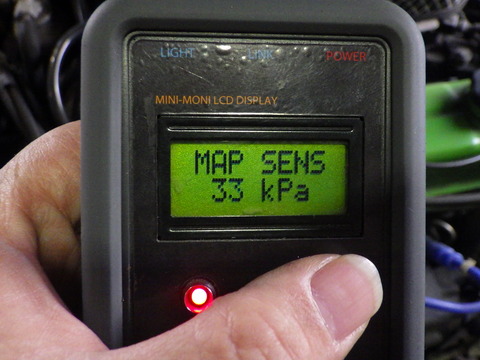 LIGHT LINK POWER
MINI-MONI LCD DISPLAY
MAP SENS
33 kPa